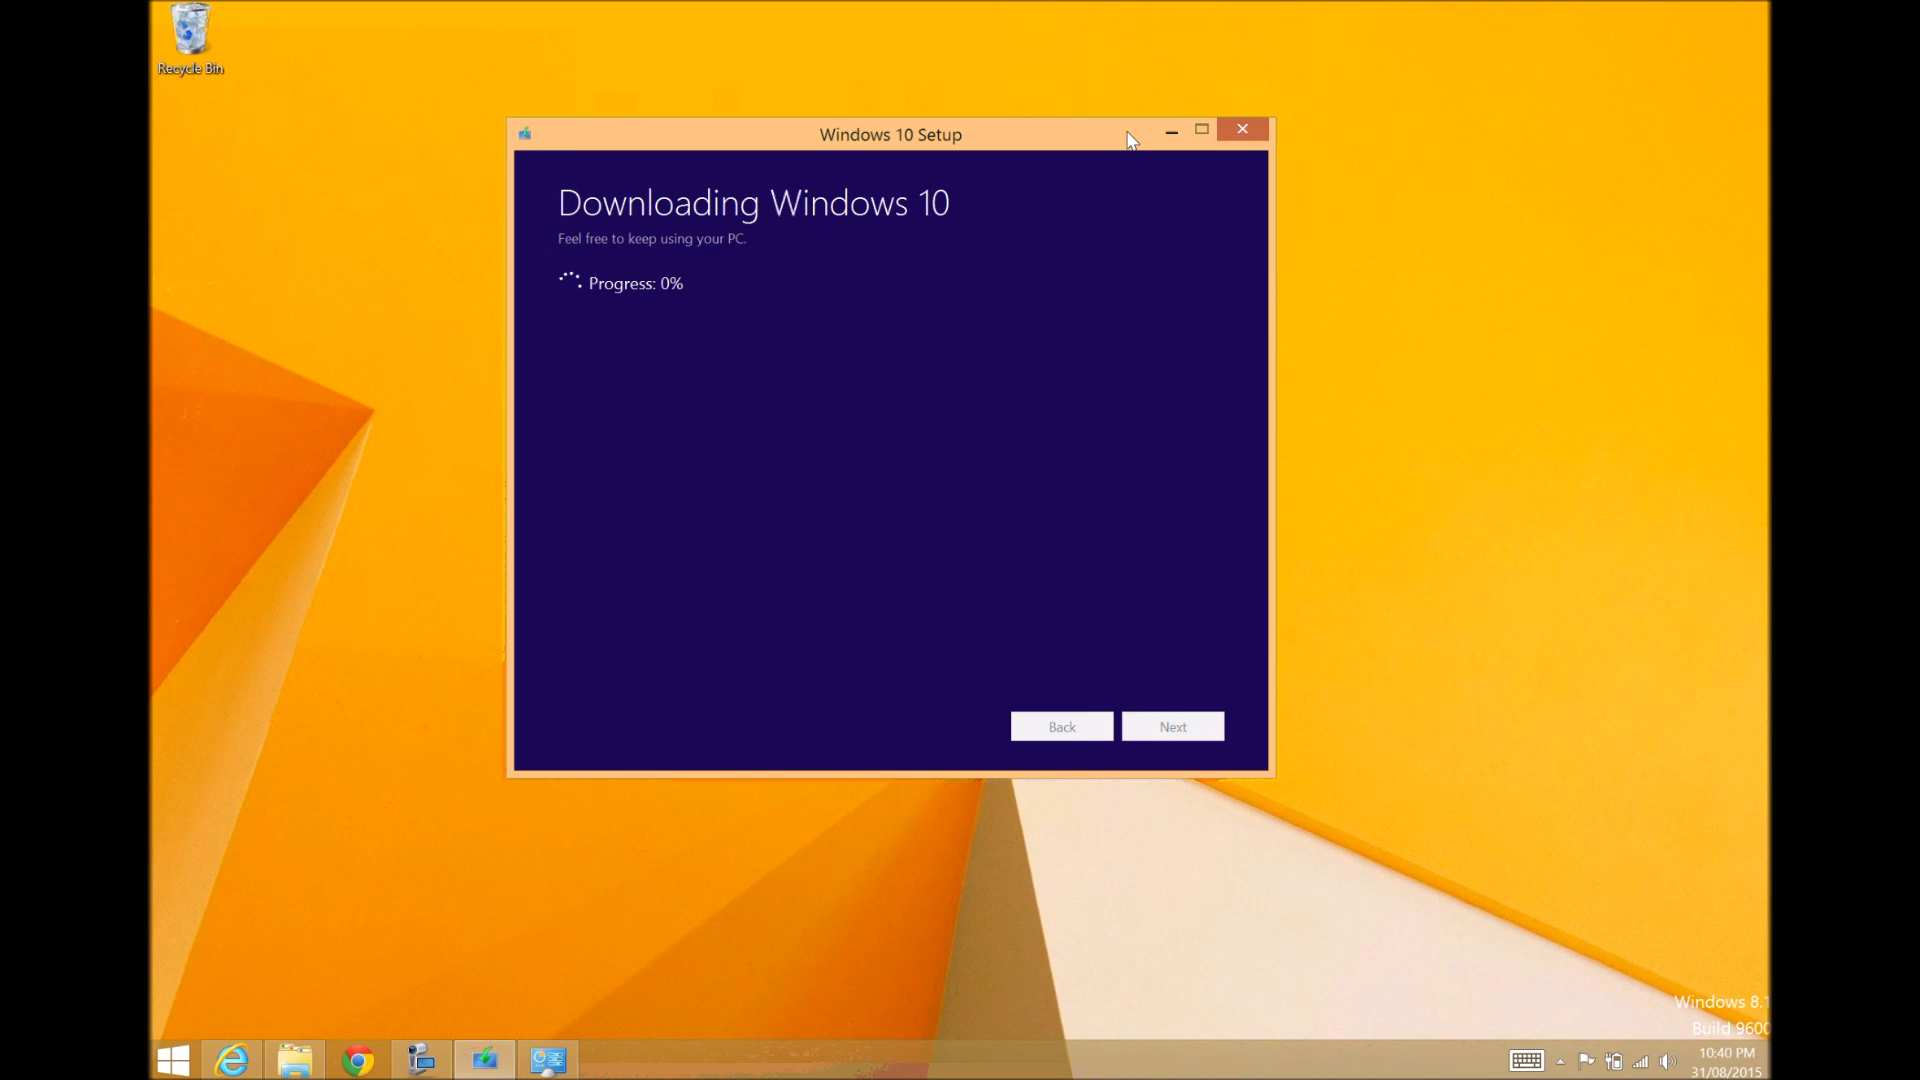 Recycle Bin
Windows 10 Setup
Downloading Windows 10
Feel free to keep using your PC.
Progress: 0%
Back
Next
Windows 8.1
Build 9600
10:40 PM
31/08/2015